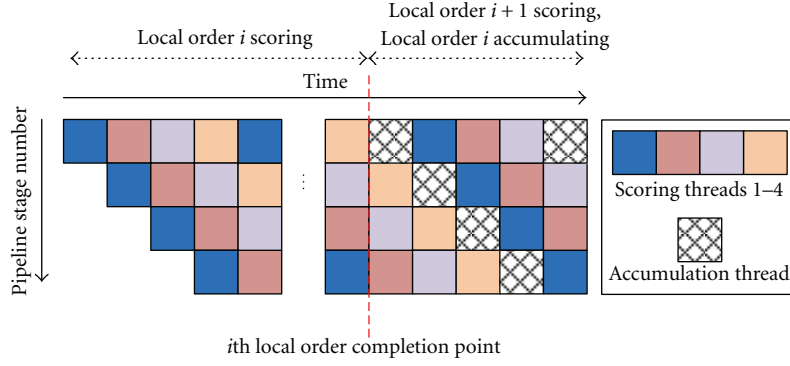 Local order i + 1 scoring,
Local order i scoring
Local order i accumulating
Time
Pipeline stage number
Scoring threads 1–4
Accumulation thread
ith local order completion point